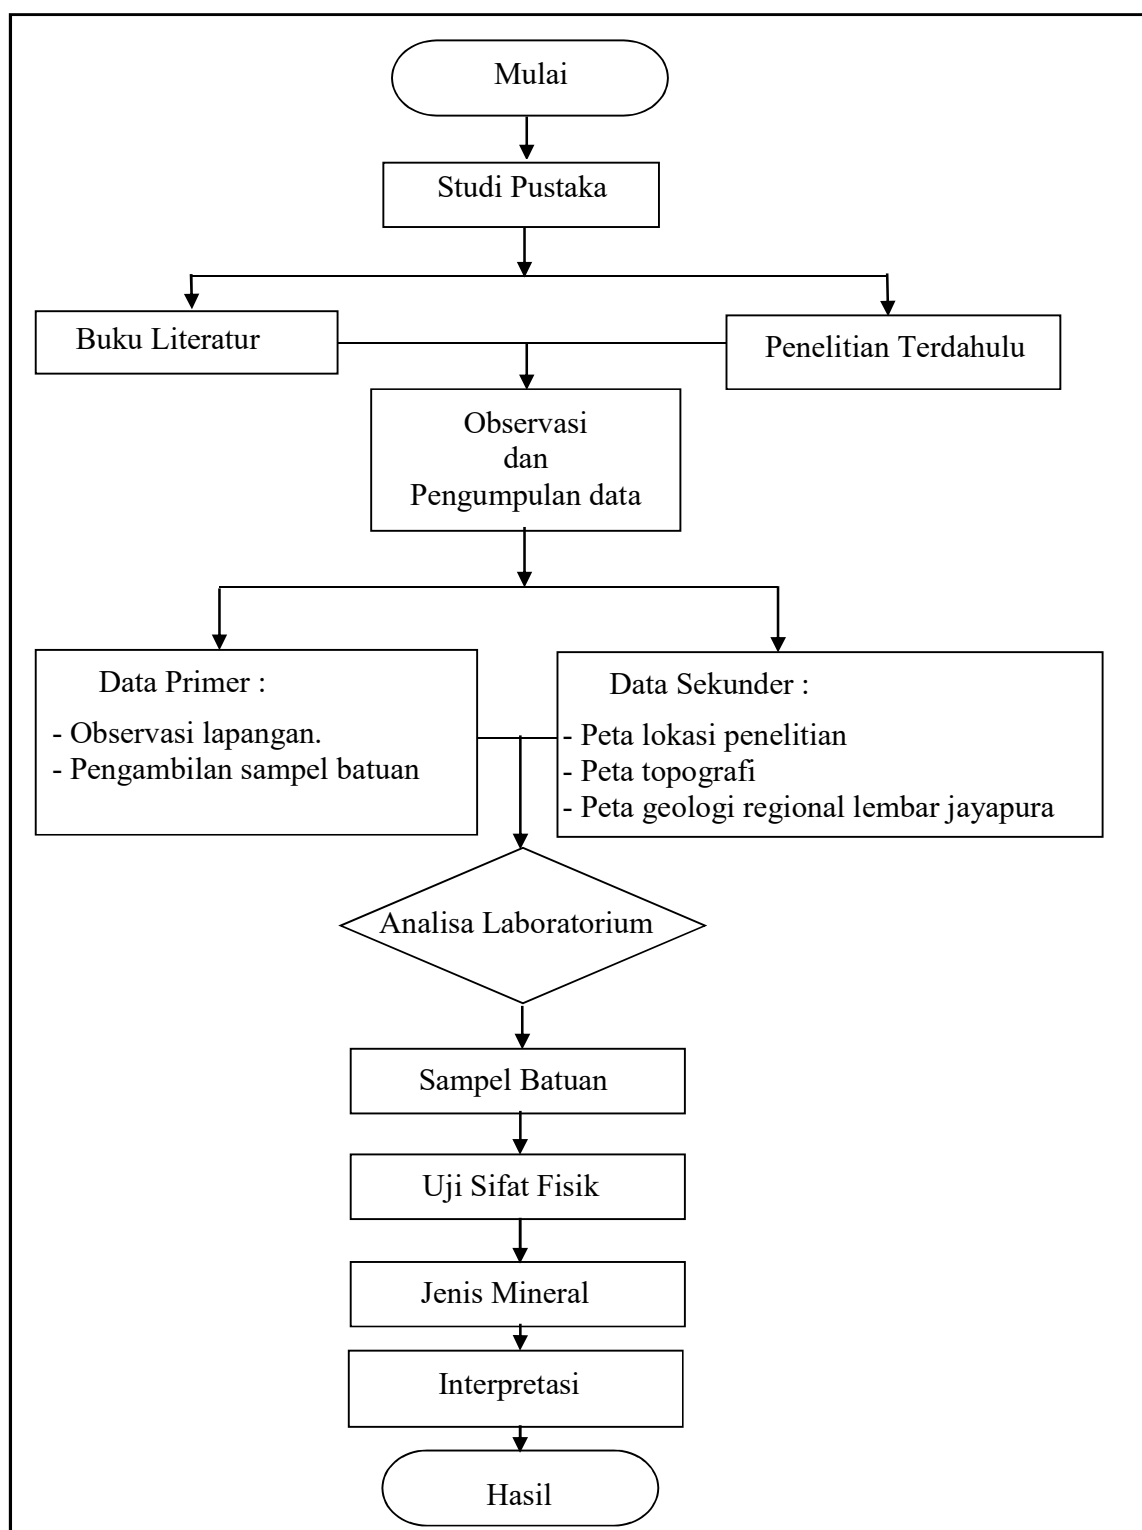 Mulai
Studi Pustaka
Buku Literatur
Penelitian Terdahulu
Observasi
dan
Pengumpulan data
Data Primer :
- Observasi lapangan.
- Pengambilan sampel batuan
Data Sekunder :
- Peta lokasi penelitian
- Peta topografi
- Peta geologi regional lembar jayapura
Analisa Laboratorium
Sampel Batuan
Uji Sifat Fisik
Jenis Mineral
Interpretasi
Hasil